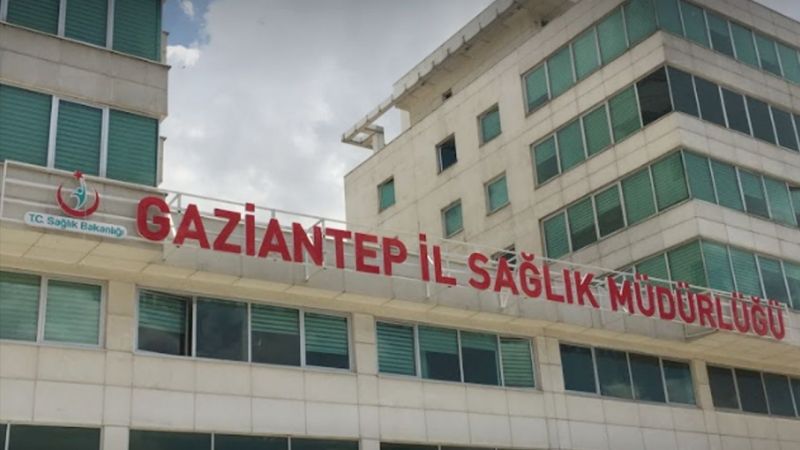 T.C. Sağlık Bakanlığı
GAZİANTEP İL SAĞLIK MÜDÜRLÜĞÜ